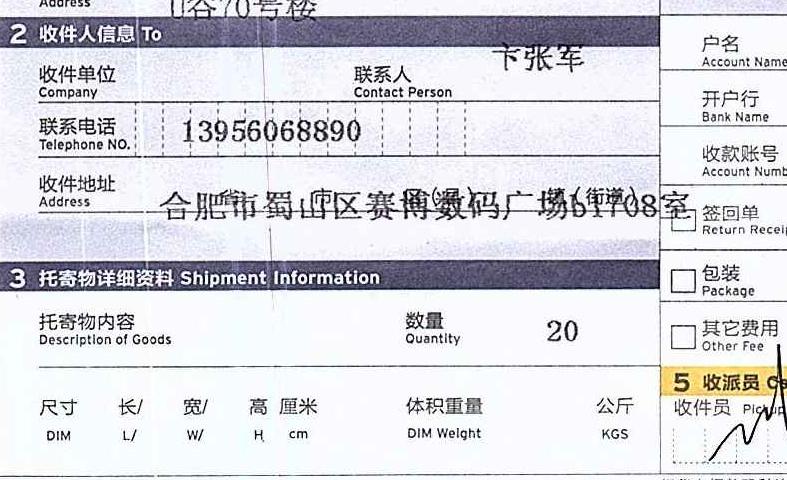 Address
U谷70号楼
2 收件人信息 To
卞张军
户名
Account Name
收件单位
Company
联系人
Contact Person
开户行
Bank Name
联系电话
Telephone NO.
13956068890
收款账号
Account Numb
收件地址
Address
省 市 区(县) 镇(街道)
合肥市蜀山区赛博数码广场b1708室
签回单
Return Receip
3 托寄物详细资料 Shipment Information
包装
Package
托寄物内容
Description of Goods
数量
Quantity
20
其它费用
Other Fee
5 收派员
尺寸 长/ 宽/ 高 厘米 体积重量 公斤
DIM L/ W/ H cm DIM Weight KGS
收件员 Pickup